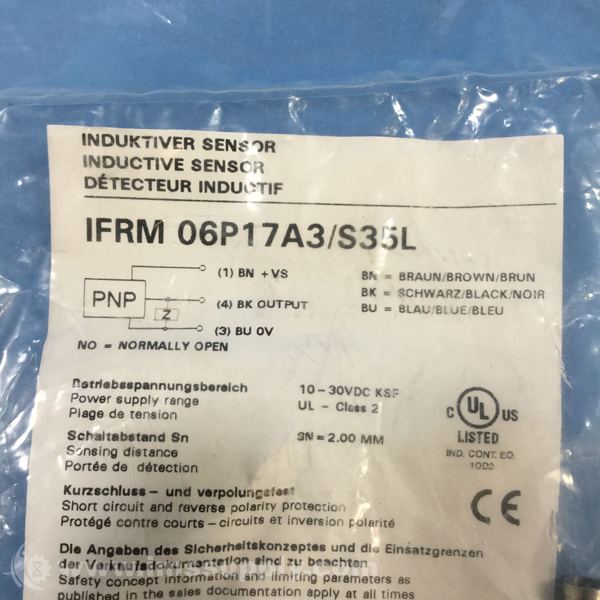 INDUKTIVER SENSOR
INDUCTIVE SENSOR
DÉTECTEUR INDUCTIF
IFRM 06P17A3/S35L
(1) BN +VS
BN = BRAUN/BROWN/BRUN
PNP
(4) BK OUTPUT
BK = SCHWARZ/BLACK/NOIR
Z
(3) BU 0V
BU = BLAU/BLUE/BLEU
NO = NORMALLY OPEN
Betriebsspannungsbereich
10-30VDC KSF
Power supply range
UL - Class 2
Plage de tension
C UL US
LISTED
IND. CONT. EQ.
10D2
Schaltabstand Sn
SN = 2.00 MM
Sensing distance
Portée de détection
CE
Kurzschluss - und verpolungsfest
Short circuit and reverse polarity protection
Protégé contre courts - circuits et inversion polarité
Die Angaben des Sicherheitskonzeptes und die Einsatzgrenzen
der Verkaufsdokumentation sind zu beachten
Safety concept information and limiting parameters as
published in the sales documentation apply at all times